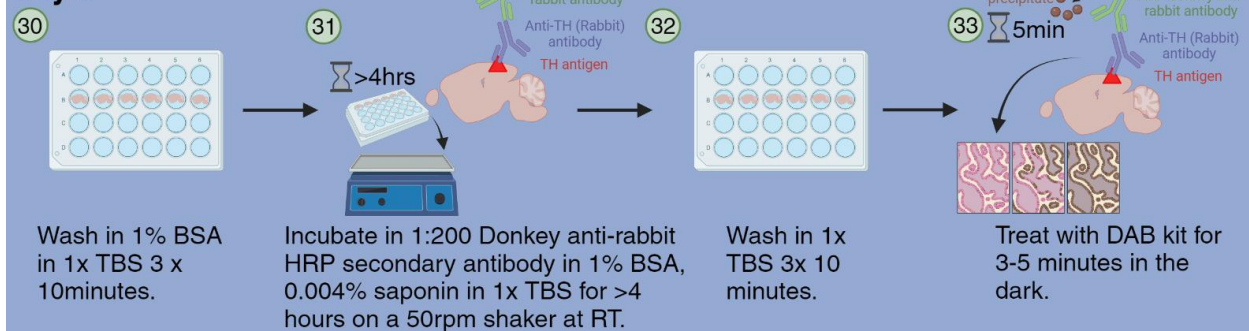 30
31
32
33
rabbit antibody
Anti-TH (Rabbit)
antibody
TH antigen
>4hrs
precipitate
5min
rabbit antibody
Anti-TH (Rabbit)
antibody
TH antigen
1 2 3 4 5 6
A
B
C
D
1 2 3 4 5 6
A
B
C
D
Wash in 1% BSA
in 1x TBS 3 x
10minutes.
Incubate in 1:200 Donkey anti-rabbit
HRP secondary antibody in 1% BSA,
0.004% saponin in 1x TBS for >4
hours on a 50rpm shaker at RT.
Wash in 1x
TBS 3x 10
minutes.
Treat with DAB kit for
3-5 minutes in the
dark.